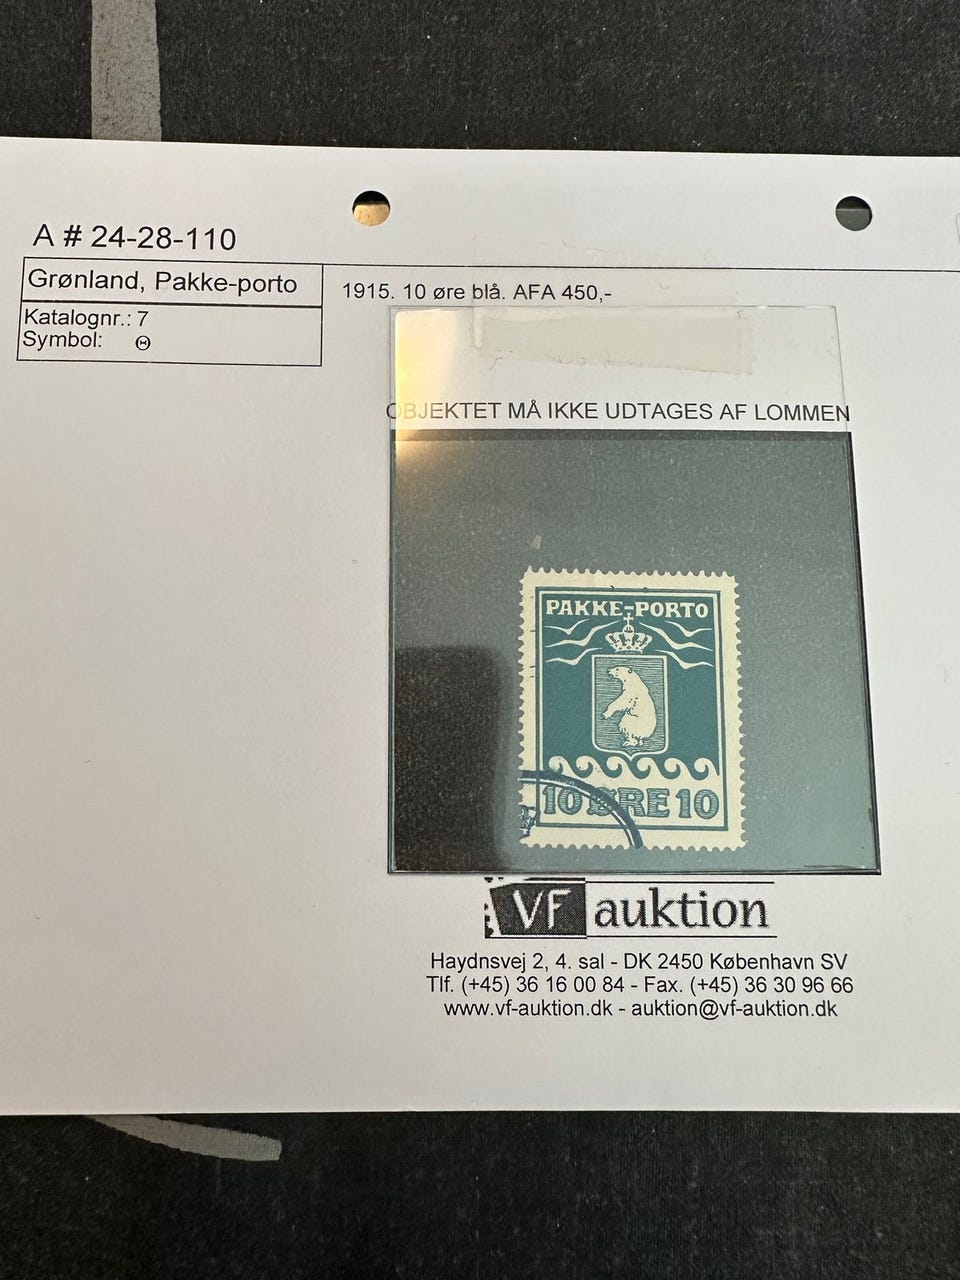 A # 24-28-110
Grønland, Pakke-porto
Katalognr.: 7
Symbol: ʘ
1915. 10 øre blå. AFA 450,-
OBJEKTET MÅ IKKE UDTAGES AF LOMMEN
PAKKE-PORTO
10 ØRE 10
VF auktion
Haydnsvej 2, 4. sal - DK 2450 København SV
Tlf. (+45) 36 16 00 84 - Fax. (+45) 36 30 96 66
www.vf-auktion.dk - auktion@vf-auktion.dk